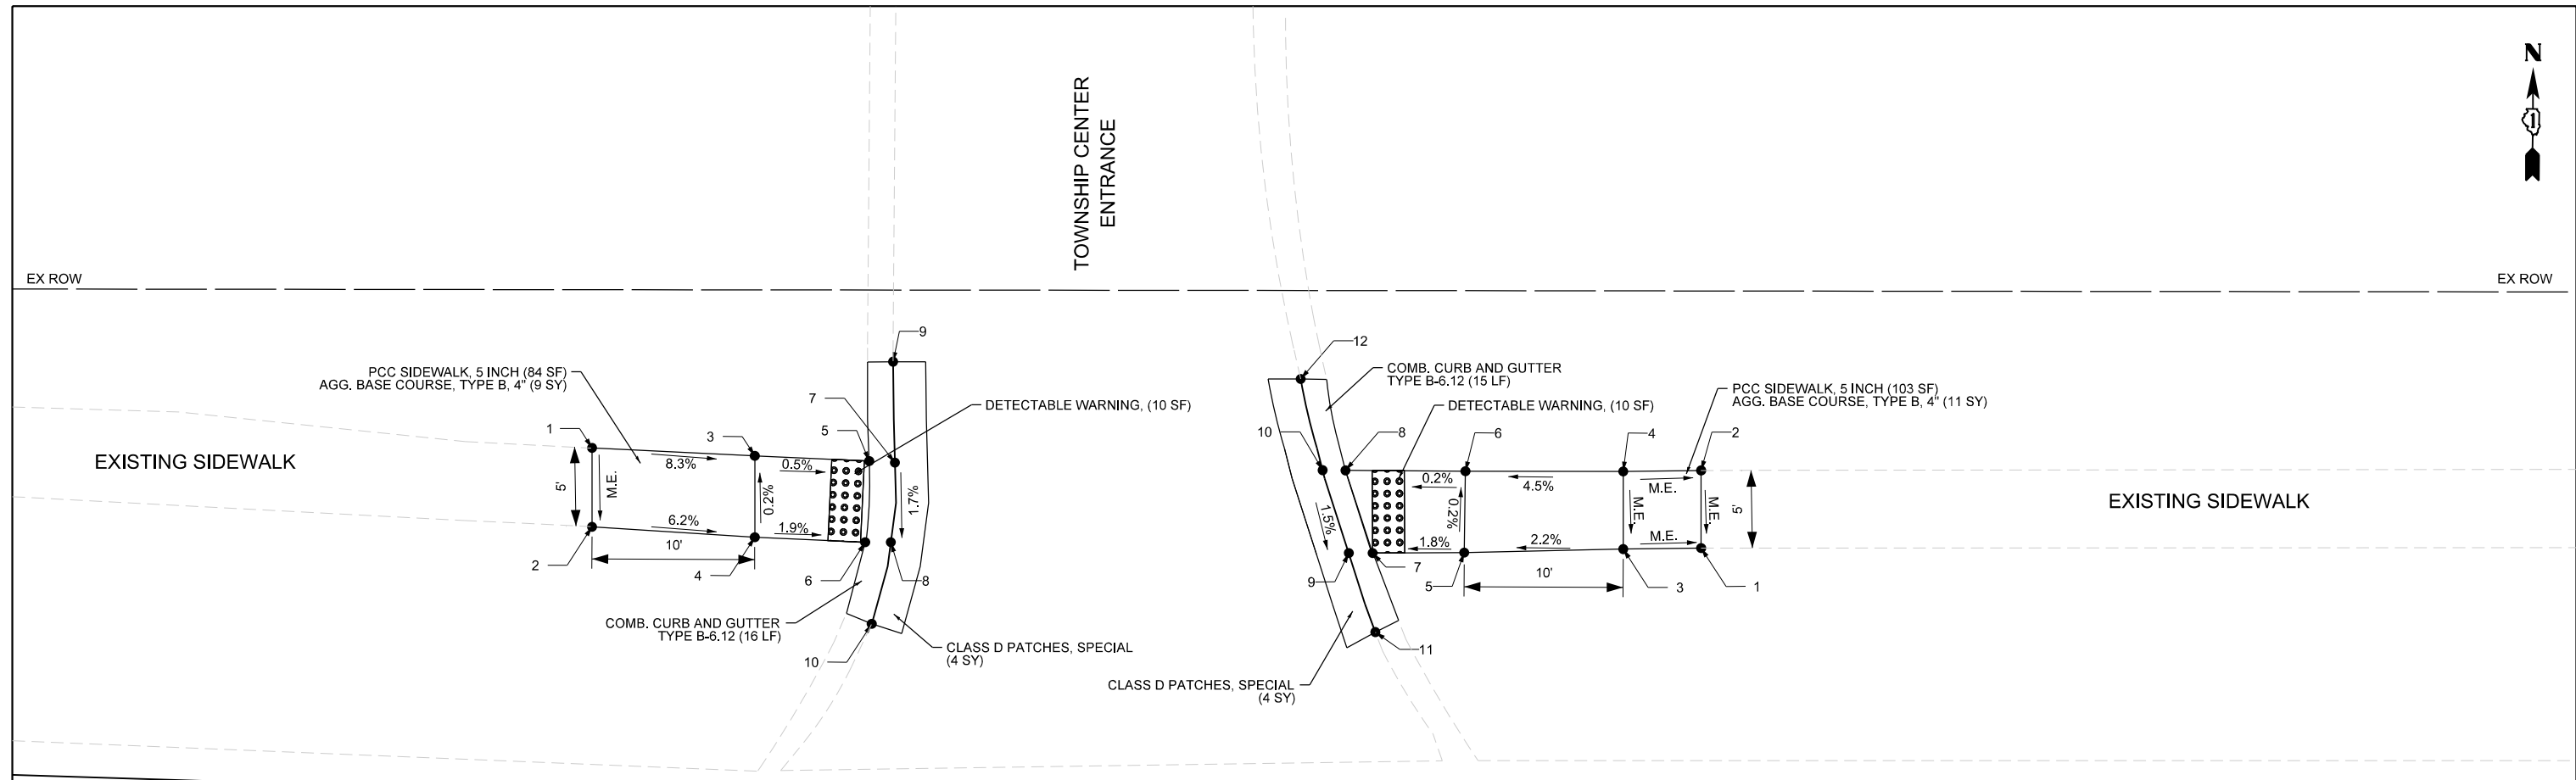 N
1
TOWNSHIP CENTER
ENTRANCE
EX ROW
EX ROW
9
12
PCC SIDEWALK, 5 INCH (84 SF)
AGG. BASE COURSE, TYPE B, 4" (9 SY)
COMB. CURB AND GUTTER
TYPE B-6.12 (15 LF)
PCC SIDEWALK, 5 INCH (103 SF)
AGG. BASE COURSE, TYPE B, 4" (11 SY)
7
DETECTABLE WARNING, (10 SF)
DETECTABLE WARNING, (10 SF)
1
3
5
10
8
6
4
2
EXISTING SIDEWALK
8.3%
0.5%
0.2%
4.5%
M.E.
5'
M.E.
0.2%
1.7%
1.5%
0.2%
M.E.
M.E.
5'
EXISTING SIDEWALK
6.2%
1.9%
1.8%
2.2%
M.E.
10'
2
4
6
8
9
7
5
10'
3
1
COMB. CURB AND GUTTER
TYPE B-6.12 (16 LF)
10
CLASS D PATCHES, SPECIAL
(4 SY)
11
CLASS D PATCHES, SPECIAL
(4 SY)